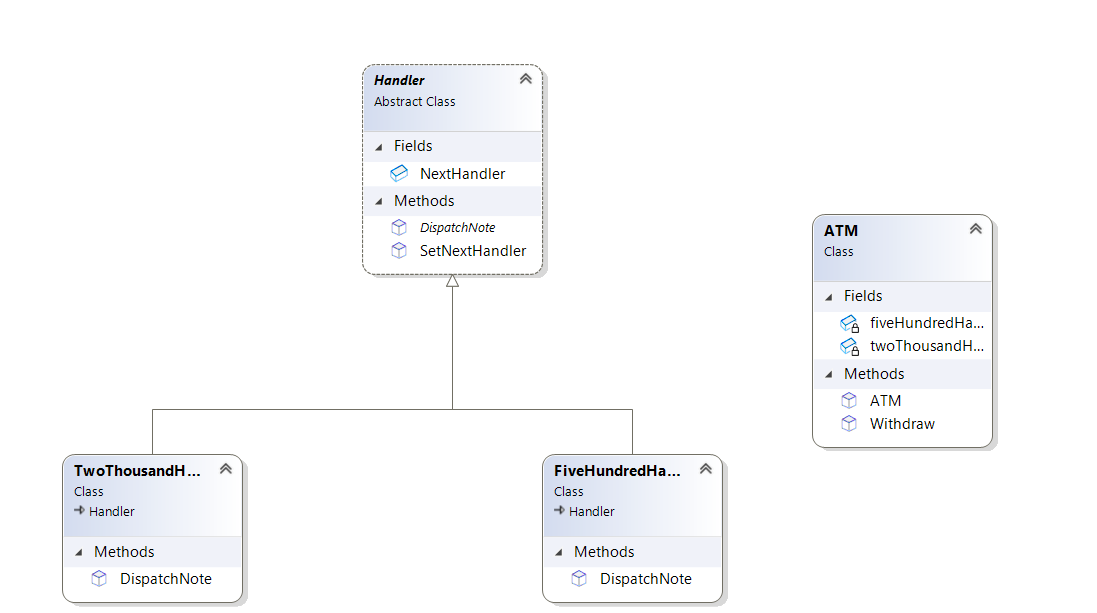 Handler
Abstract Class
Fields
NextHandler
Methods
DispatchNote
SetNextHandler
ATM
Class
Fields
fiveHundredHa...
twoThousandH...
Methods
ATM
Withdraw
TwoThousandH...
Class
Handler
Methods
DispatchNote
FiveHundredHa...
Class
Handler
Methods
DispatchNote